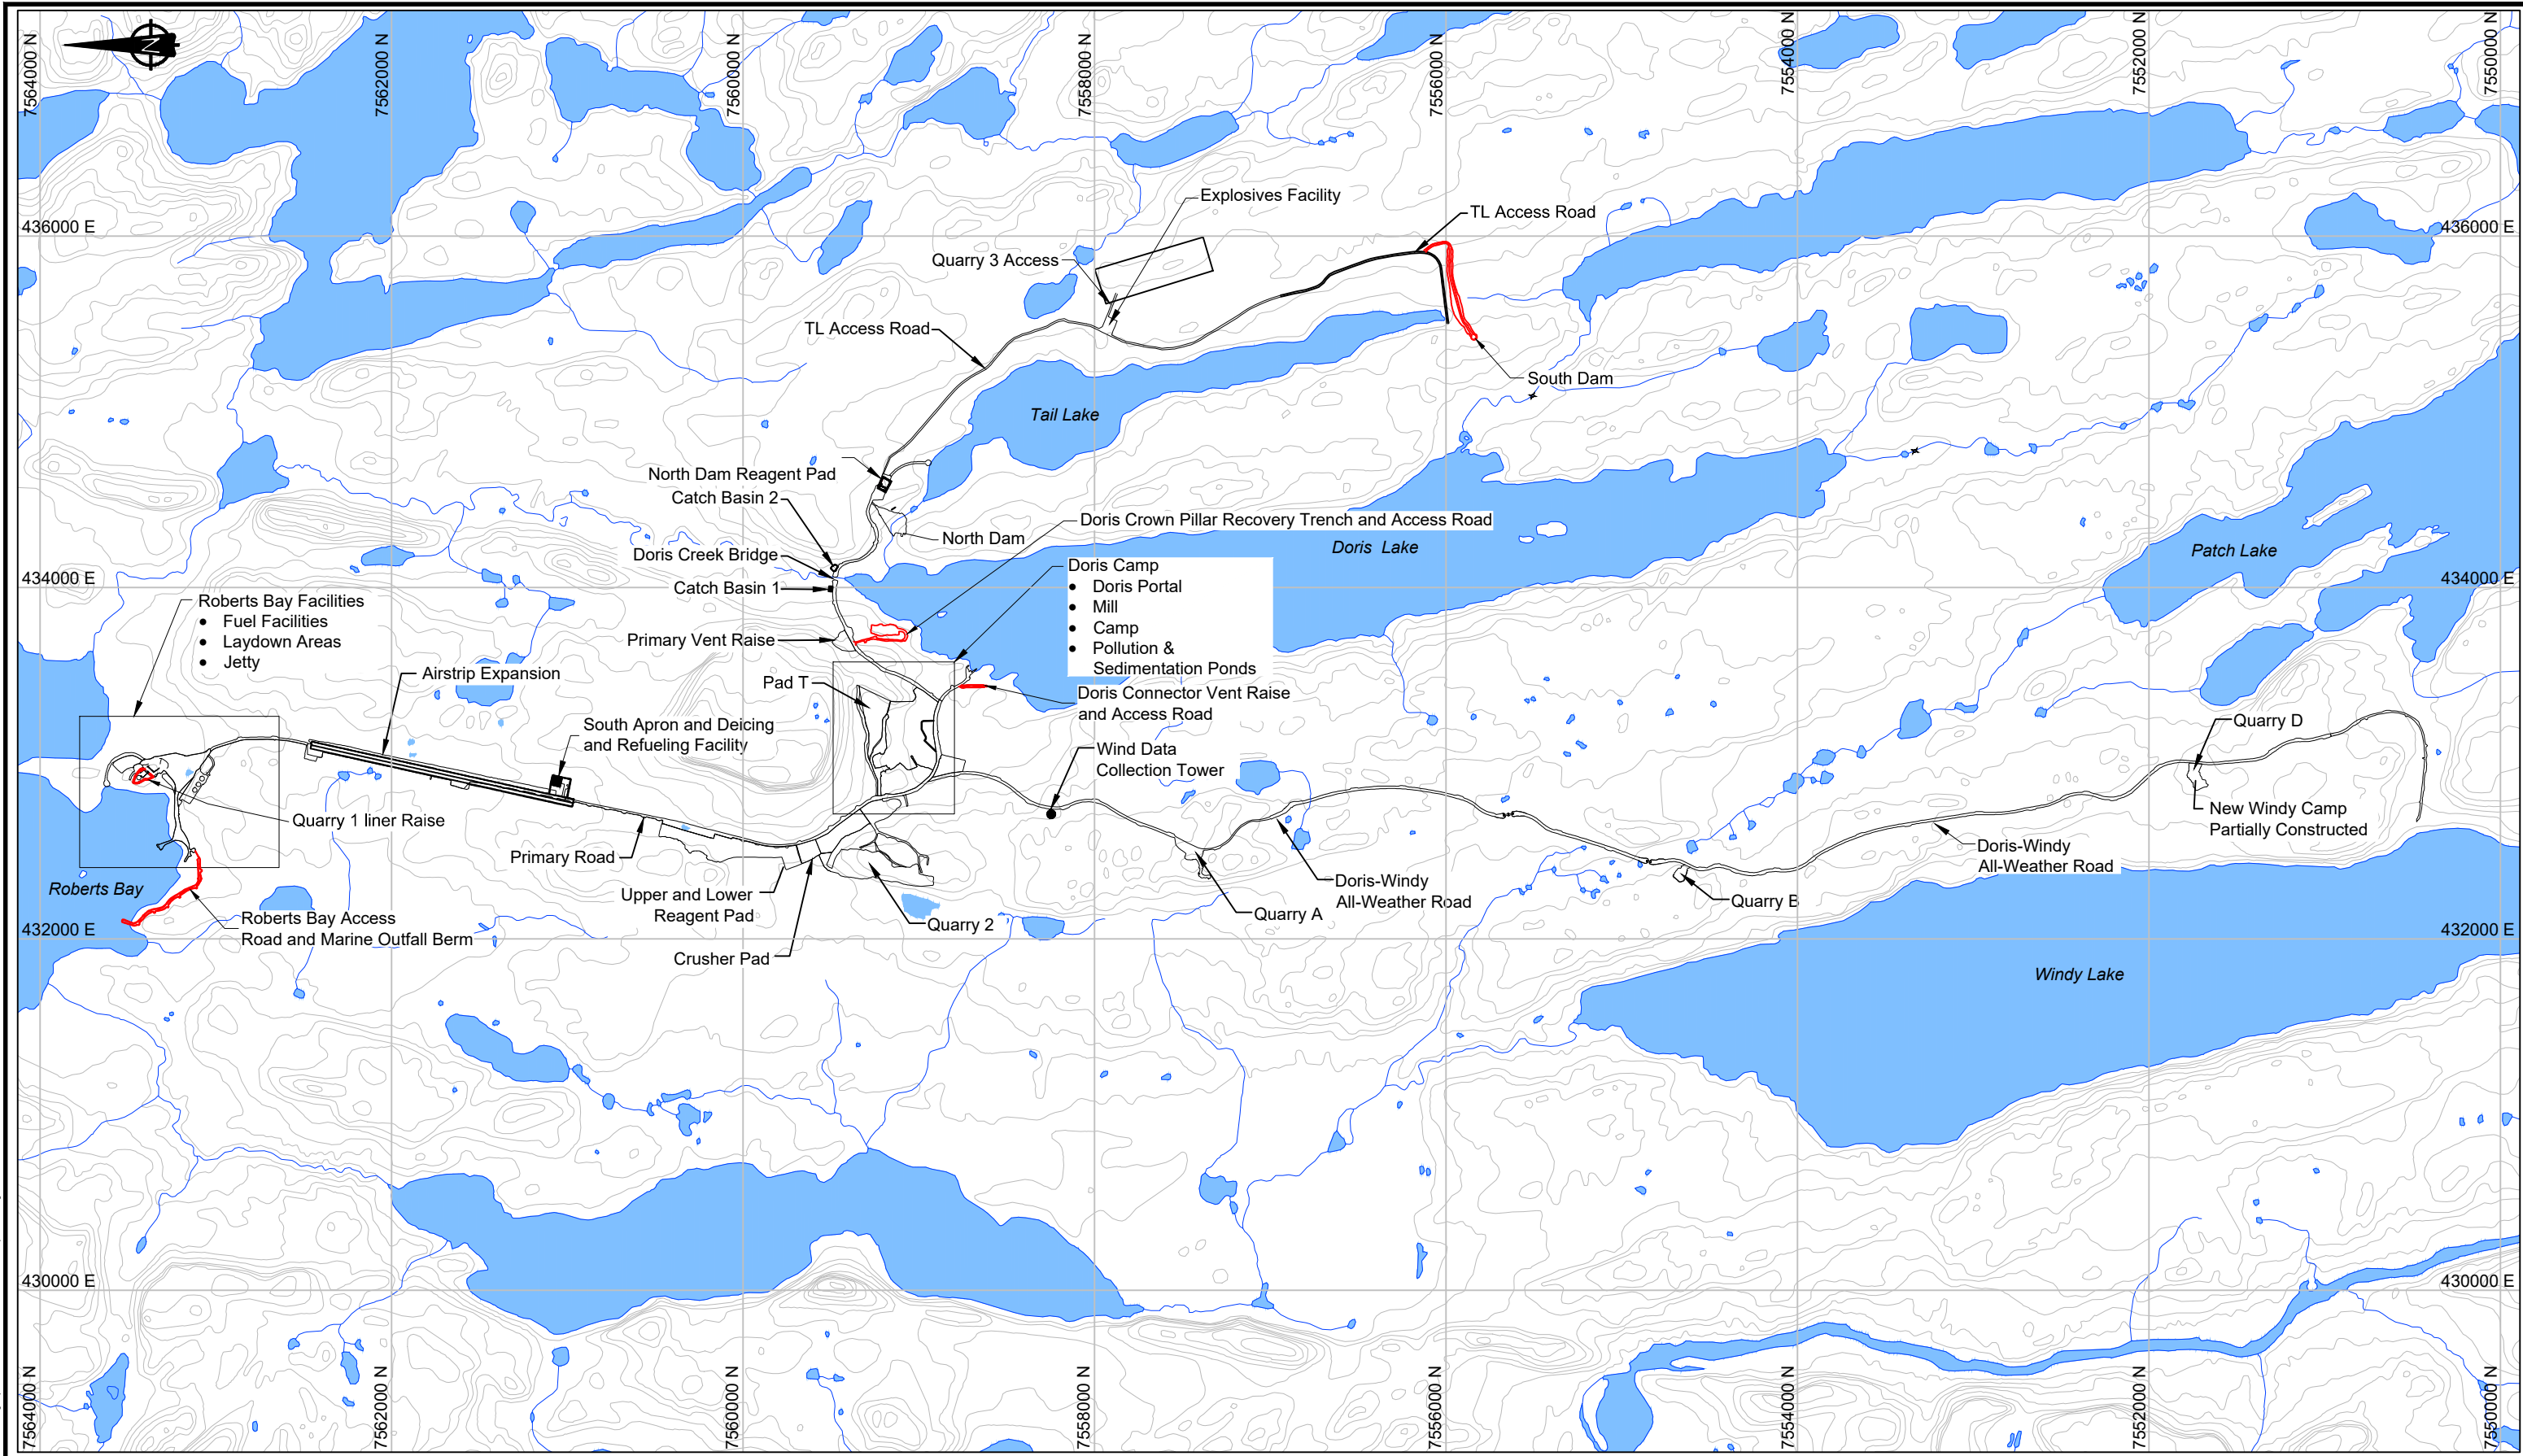 N
7564000 N
7562000 N
7560000 N
7558000 N
7556000 N
7554000 N
7552000 N
7550000 N
Explosives Facility
TL Access Road
436000 E
436000 E
Quarry 3 Access
TL Access Road
South Dam
Tail Lake
North Dam Reagent Pad
Catch Basin 2
Doris Crown Pillar Recovery Trench and Access Road
North Dam
Doris Lake
Patch Lake
Doris Creek Bridge
Doris Camp
● Doris Portal
● Mill
● Camp
● Pollution &
Sedimentation Ponds
434000 E
434000 E
Catch Basin 1
Roberts Bay Facilities
● Fuel Facilities
● Laydown Areas
● Jetty
Primary Vent Raise
Airstrip Expansion
Pad T
Doris Connector Vent Raise
and Access Road
South Apron and Deicing
and Refueling Facility
Quarry D
Wind Data
Collection Tower
New Windy Camp
Partially Constructed
Quarry 1 liner Raise
Primary Road
Doris-Windy
All-Weather Road
Doris-Windy
All-Weather Road
Roberts Bay
Upper and Lower
Reagent Pad
Quarry B
Quarry A
Quarry 2
Roberts Bay Access
Road and Marine Outfall Berm
432000 E
432000 E
Crusher Pad
Windy Lake
430000 E
430000 E
7564000 N
7562000 N
7560000 N
7558000 N
7556000 N
7554000 N
7552000 N
7550000 N